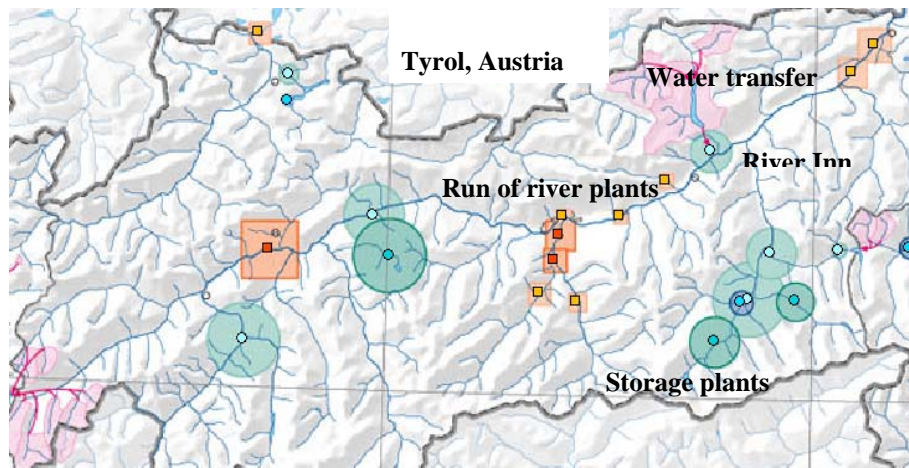 Tyrol, Austria
Water transfer
River Inn
Run of river plants
Storage plants